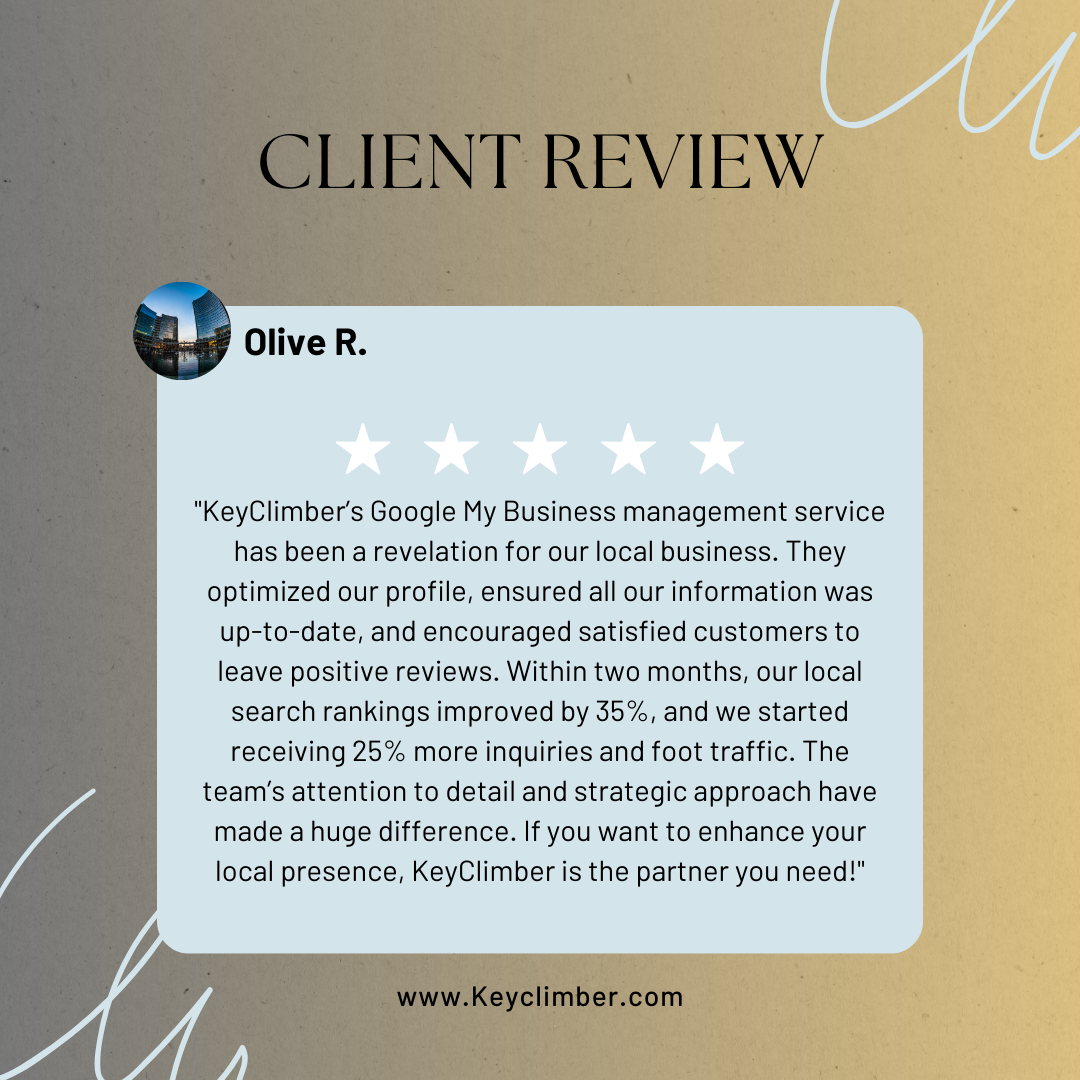 CLIENT REVIEW
Olive R.
"KeyClimber’s Google My Business management service
has been a revelation for our local business. They
optimized our profile, ensured all our information was
up-to-date, and encouraged satisfied customers to
leave positive reviews. Within two months, our local
search rankings improved by 35%, and we started
receiving 25% more inquiries and foot traffic. The
team’s attention to detail and strategic approach have
made a huge difference. If you want to enhance your
local presence, KeyClimber is the partner you need!"
www.Keyclimber.com